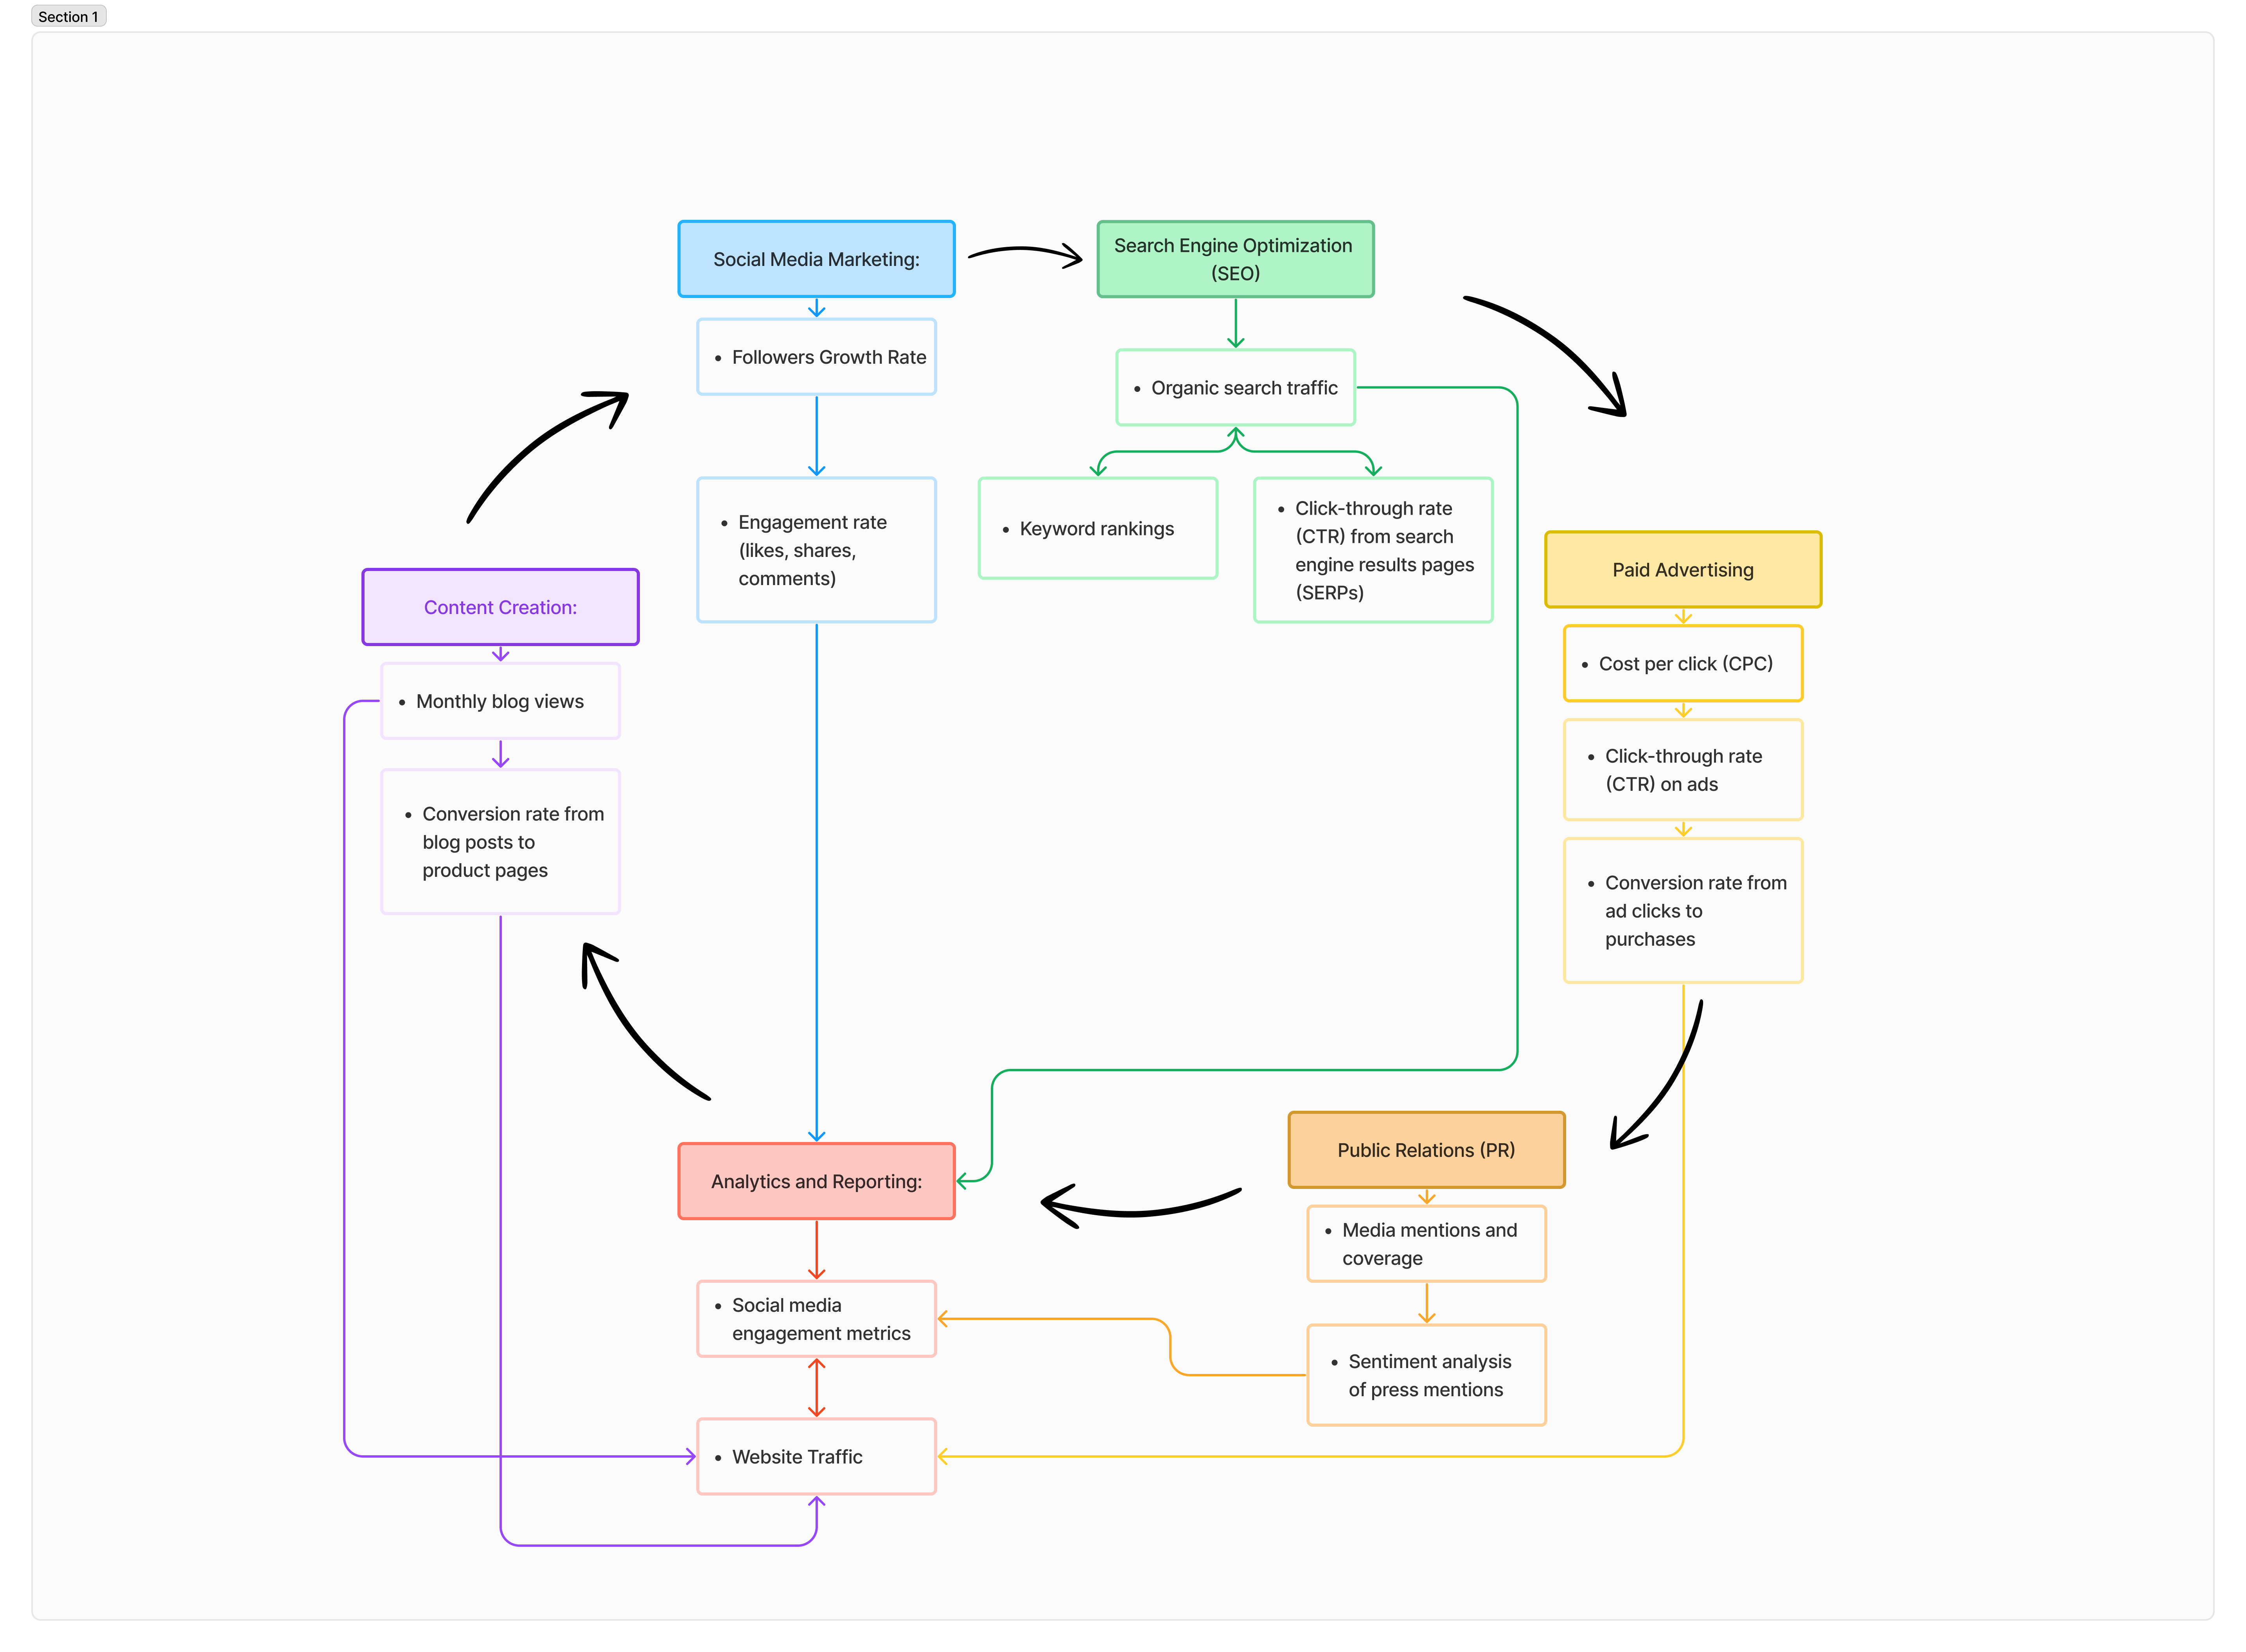 Section 1
Social Media Marketing:
• Followers Growth Rate
• Engagement rate
(likes, shares,
comments)
Search Engine Optimization
(SEO)
• Organic search traffic
• Keyword rankings
• Click-through rate
(CTR) from search
engine results pages
(SERPs)
Content Creation:
• Monthly blog views
• Conversion rate from
blog posts to
product pages
Paid Advertising
• Cost per click (CPC)
• Click-through rate
(CTR) on ads
• Conversion rate from
ad clicks to
purchases
Analytics and Reporting:
• Social media
engagement metrics
• Website Traffic
Public Relations (PR)
• Media mentions and
coverage
• Sentiment analysis
of press mentions